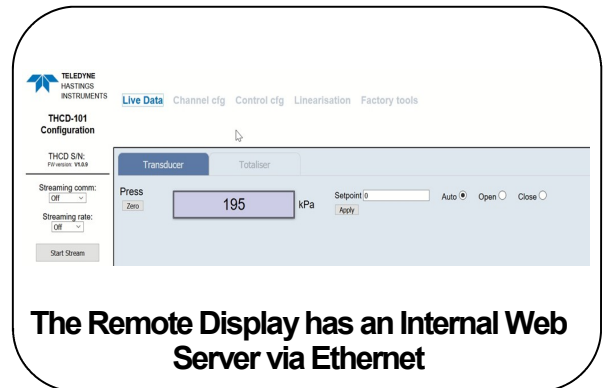 TELEDYNE
HASTINGS
INSTRUMENTS
THCD-101
Configuration
THCD S/N:
FW version: V1.0.9
Streaming comm:
Off
Streaming rate:
Off
Start Stream
Live Data Channel cfg Control cfg Linearisation Factory tools
Transducer Totaliser
Press
Zero
195 kPa
Setpoint 0
Apply
Auto Open Close
The Remote Display has an Internal Web
Server via Ethernet